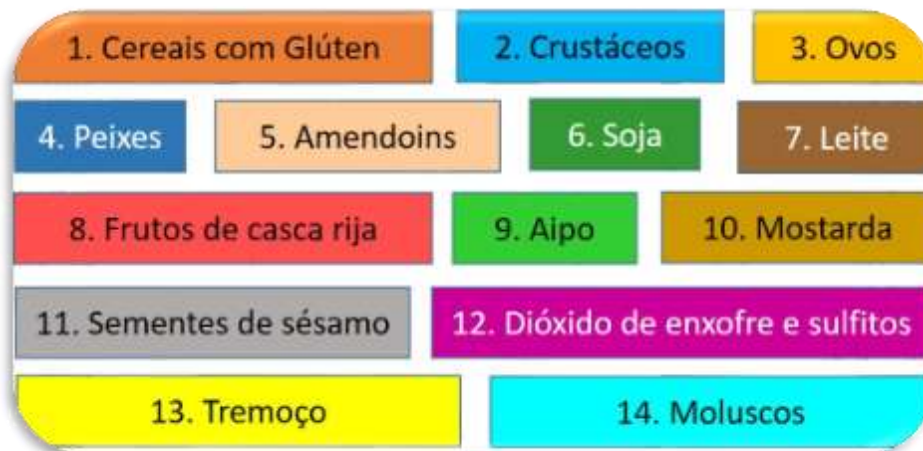 1. Cereais com Glúten
2. Crustáceos
3. Ovos
4. Peixes
5. Amendoins
6. Soja
7. Leite
8. Frutos de casca rija
9. Aipo
10. Mostarda
11. Sementes de sésamo
12. Dióxido de enxofre e sulfitos
13. Tremoço
14. Moluscos